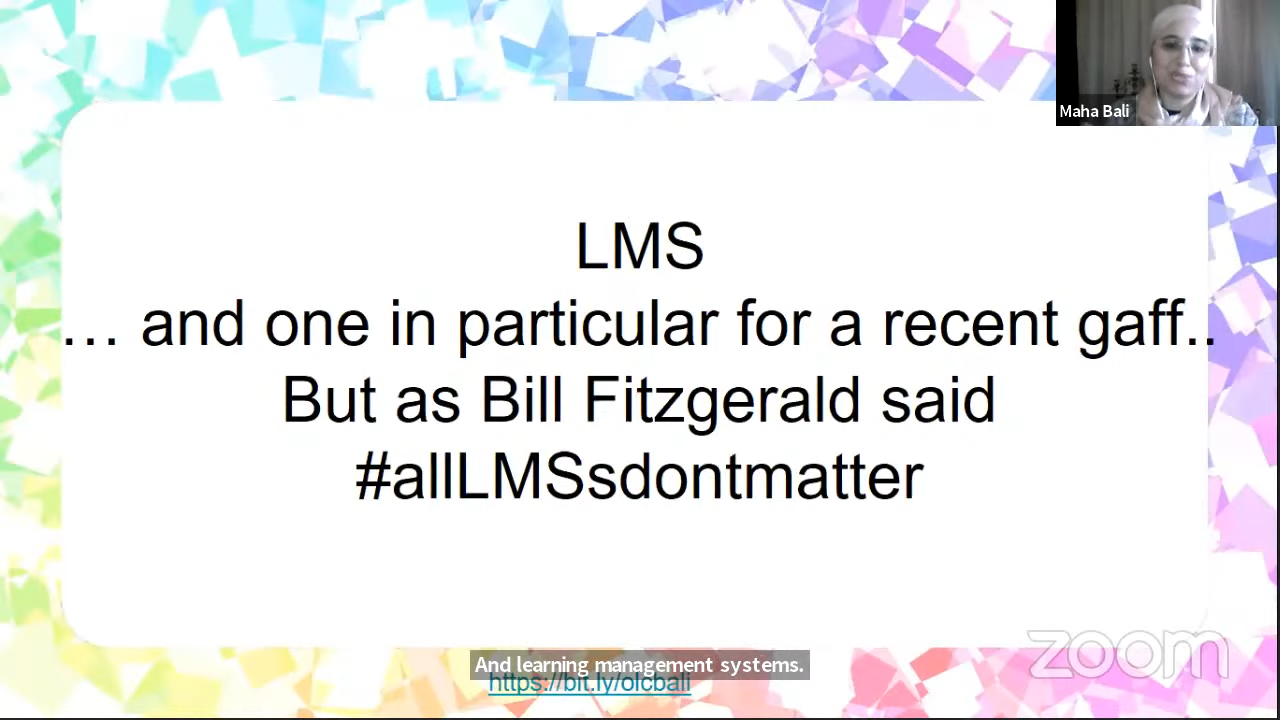 Maha Bali
LMS
… and one in particular for a recent gaff..
But as Bill Fitzgerald said
#allLMSsdontmatter
zoom
And learning management systems.
https://bit.ly/olcbali